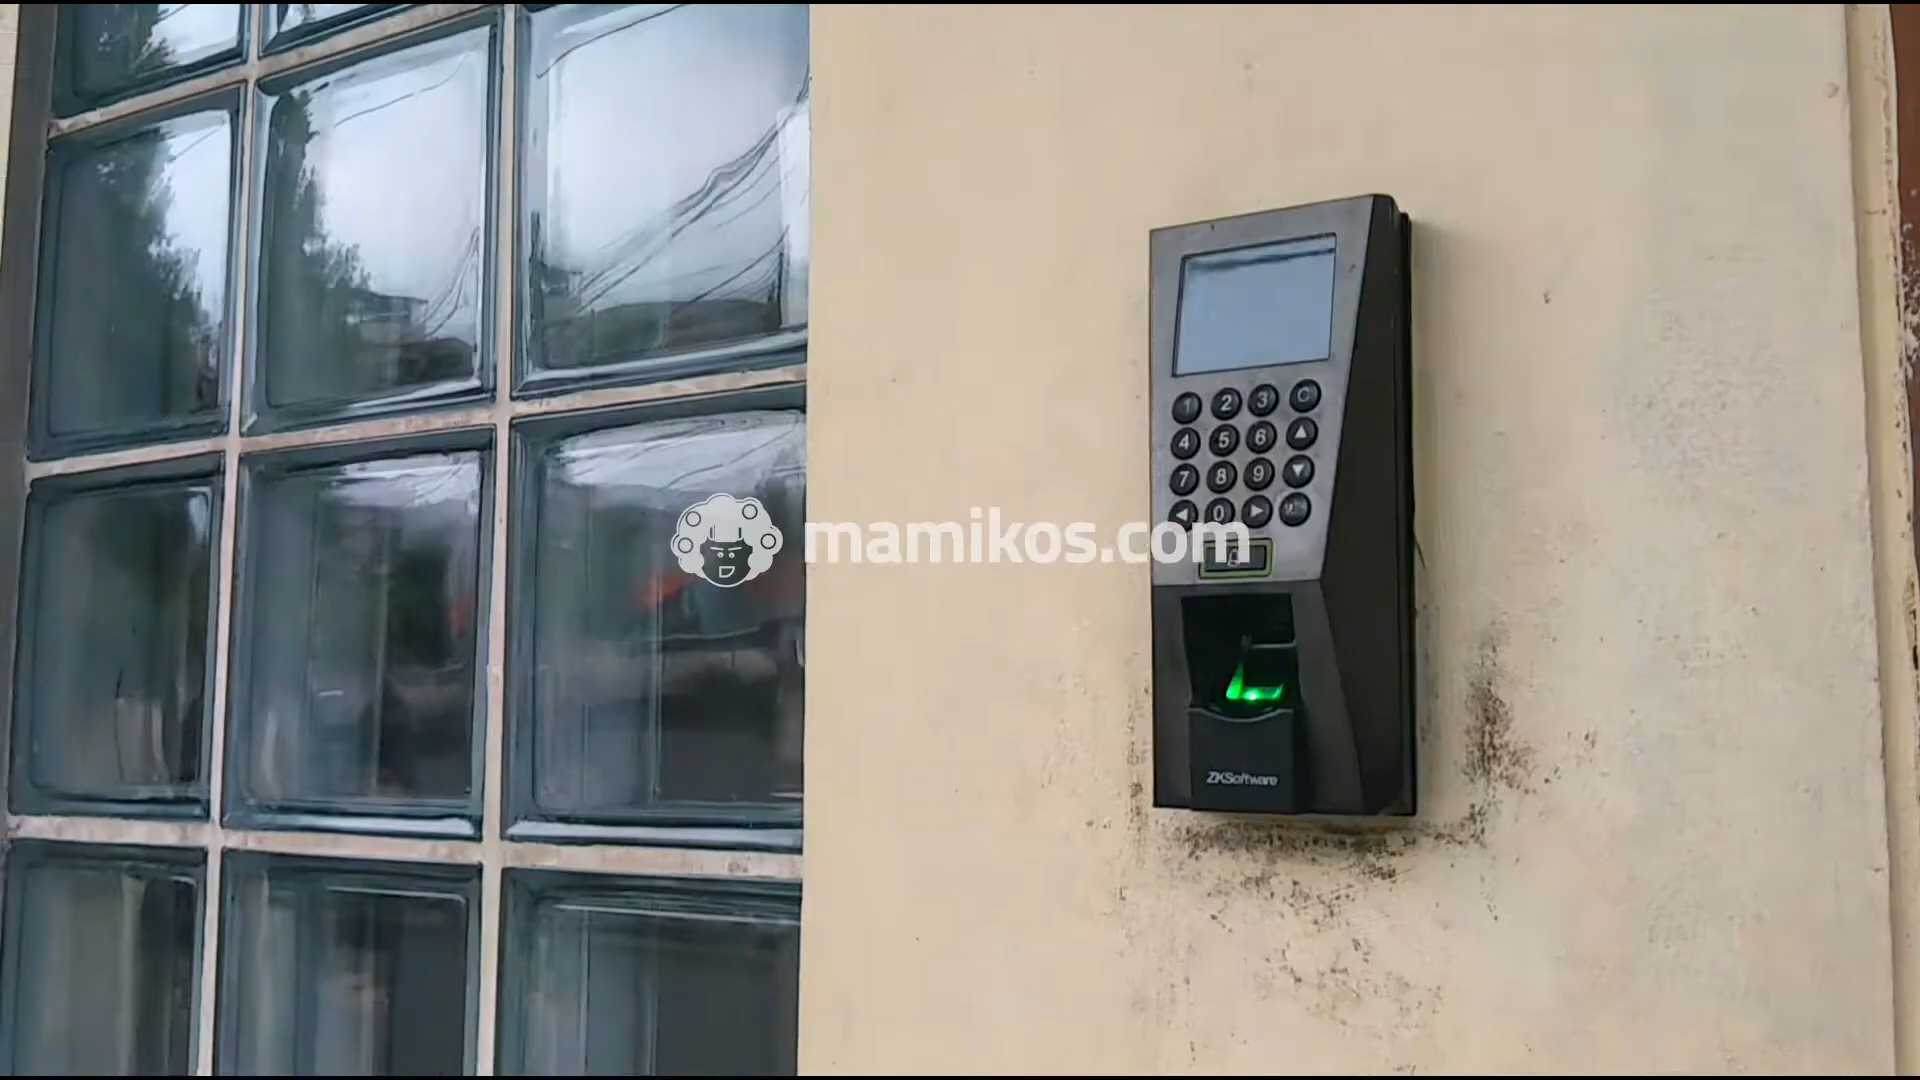 1 2 3 C
4 5 6 ▲
7 8 9 ▼
◀ 0 ▶
mamikos.com
ZKSoftware